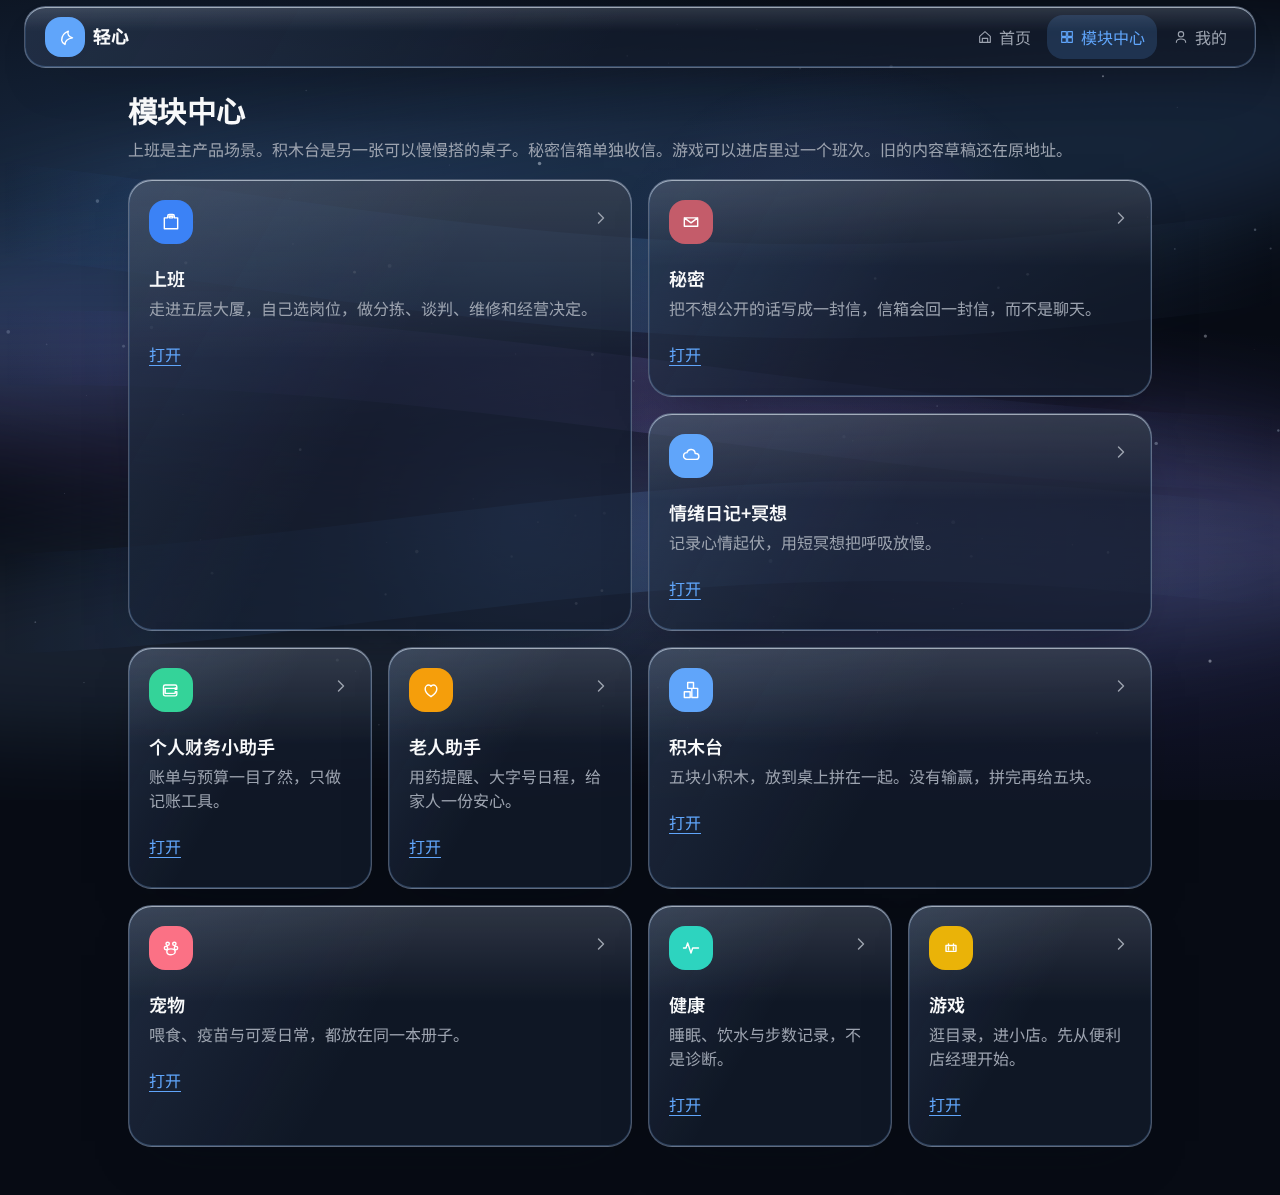 轻心
首页
模块中心
我的
模块中心
上班是主产品场景。积木台是另一张可以慢慢搭的桌子。秘密信箱单独收信。游戏可以进店里过一个班次。旧的内容草稿还在原地址。
上班
走进五层大厦，自己选岗位，做分拣、谈判、维修和经营决定。
打开
秘密
把不想公开的话写成一封信，信箱会回一封信，而不是聊天。
打开
情绪日记+冥想
记录心情起伏，用短冥想把呼吸放慢。
打开
个人财务小助手
账单与预算一目了然，只做
记账工具。
打开
老人助手
用药提醒、大字号日程，给
家人一份安心。
打开
积木台
五块小积木，放到桌上拼在一起。没有输赢，拼完再给五块。
打开
宠物
喂食、疫苗与可爱日常，都放在同一本册子。
打开
健康
睡眠、饮水与步数记录，不
是诊断。
打开
游戏
逛目录，进小店。先从便利
店经理开始。
打开